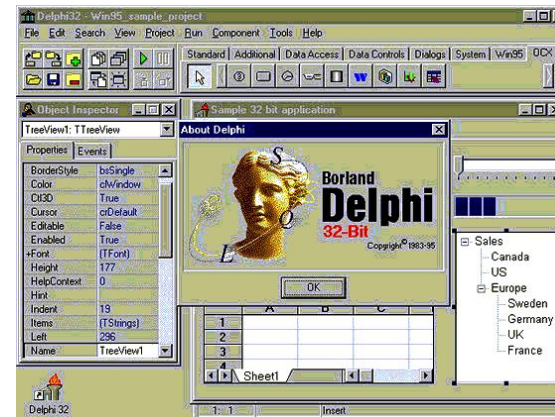 Delphi32 - Win95_sample_project
File Edit Search View Project Run Component Tools Help
Standard Additional Data Access Data Controls Dialogs System Win95 OCX
Object Inspector
TreeView1: TTreeView
Properties Events
BorderStyle bsSingle
Color clWindow
Ctl3D True
Cursor crDefault
Editable False
Enabled True
+Font (TFont)
Height 177
HelpContext 0
Hint
Indent 19
Items (TStrings)
Left 296
Name TreeView1
Sample 32 bit application
About Delphi
S
Q
L
Borland
Delphi
32-Bit
Copyright© 1983-95
OK
A B C
1
2
3
4
Sheet1
Sales
Canada
US
Europe
Sweden
Germany
UK
France
Delphi 32
1: 1 Insert